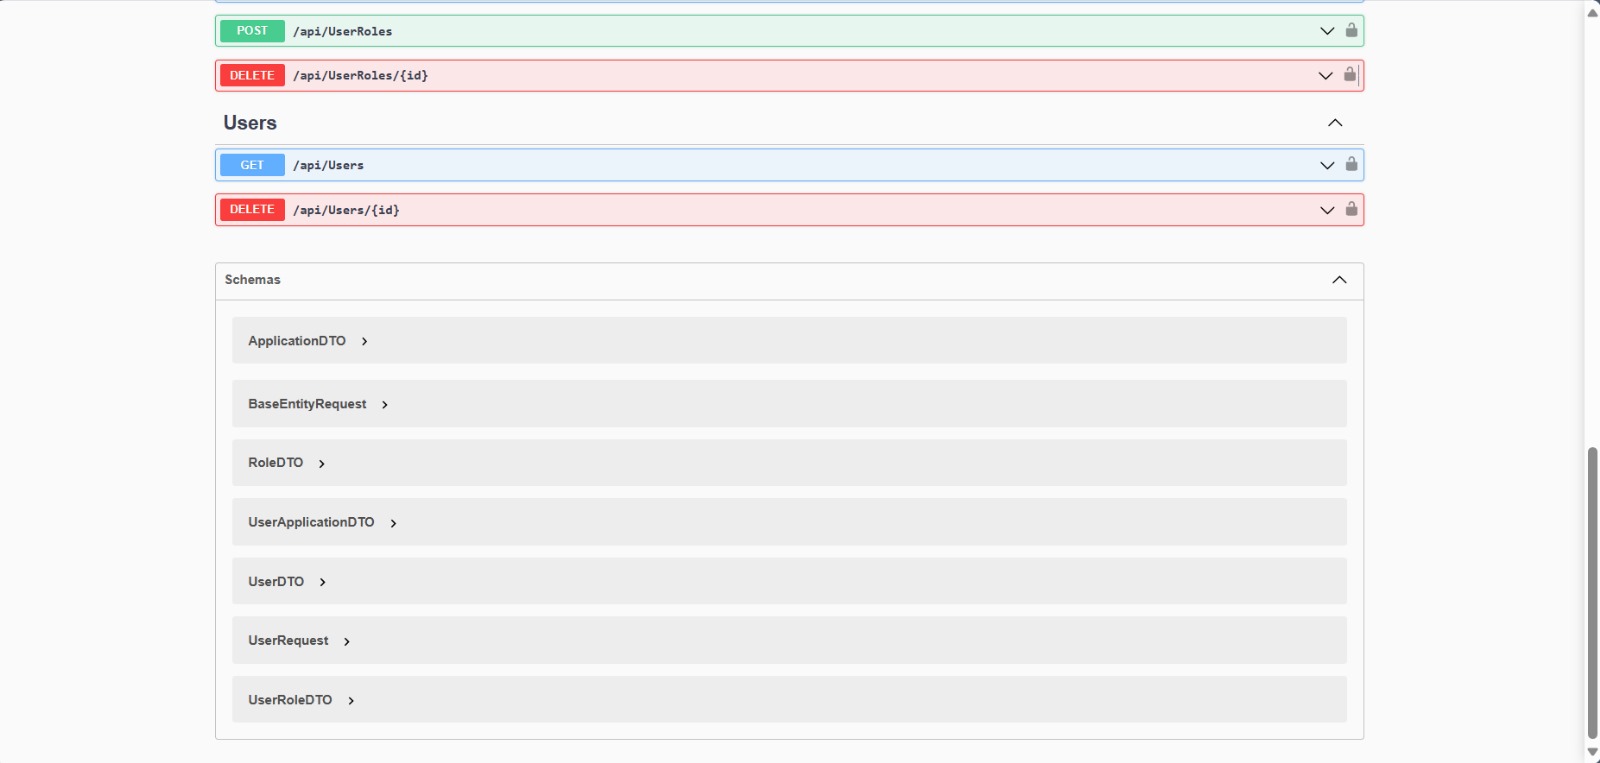 POST /api/UserRoles
DELETE /api/UserRoles/{id}
Users
GET /api/Users
DELETE /api/Users/{id}
Schemas
ApplicationDTO
BaseEntityRequest
RoleDTO
UserApplicationDTO
UserDTO
UserRequest
UserRoleDTO